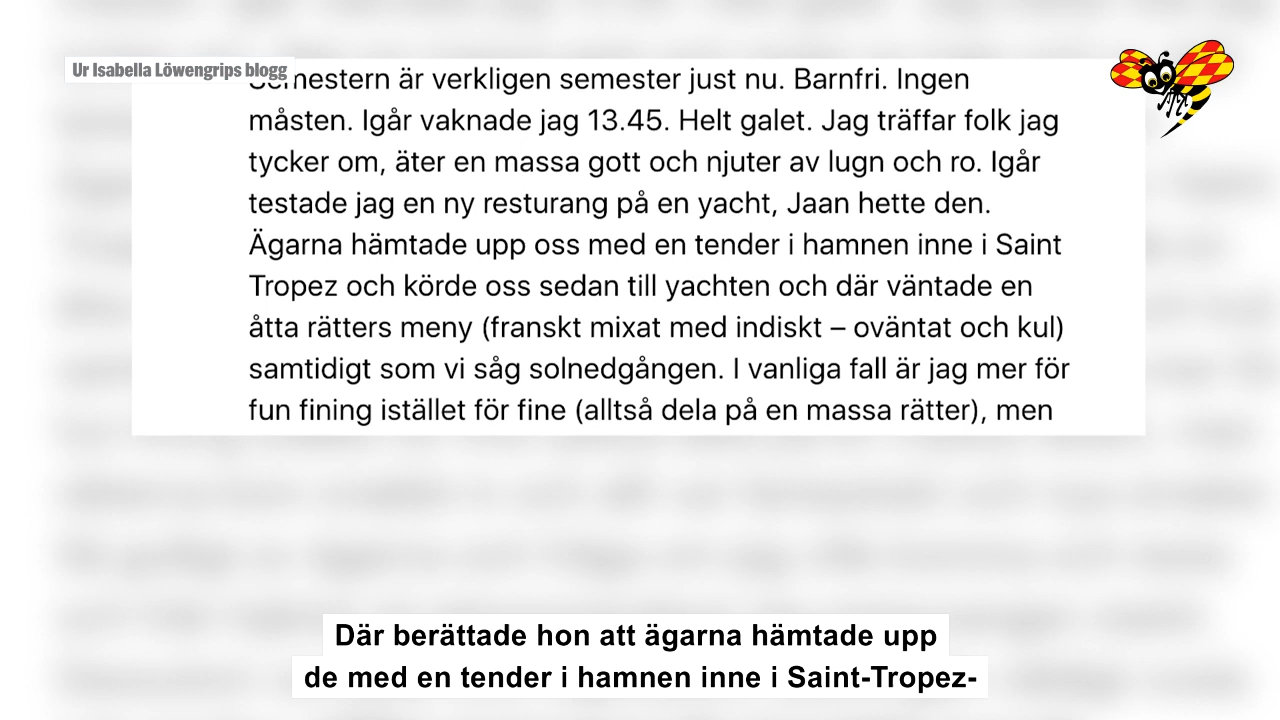 Ur Isabella Löwengrips blogg
Semestern är verkligen semester just nu. Barnfri. Ingen
måsten. Igår vaknade jag 13.45. Helt galet. Jag träffar folk jag
tycker om, äter en massa gott och njuter av lugn och ro. Igår
testade jag en ny resturang på en yacht, Jaan hette den.
Ägarna hämtade upp oss med en tender i hamnen inne i Saint
Tropez och körde oss sedan till yachten och där väntade en
åtta rätters meny (franskt mixat med indiskt – oväntat och kul)
samtidigt som vi såg solnedgången. I vanliga fall är jag mer för
fun fining istället för fine (alltså dela på en massa rätter), men
Där berättade hon att ägarna hämtade upp
de med en tender i hamnen inne i Saint-Tropez-